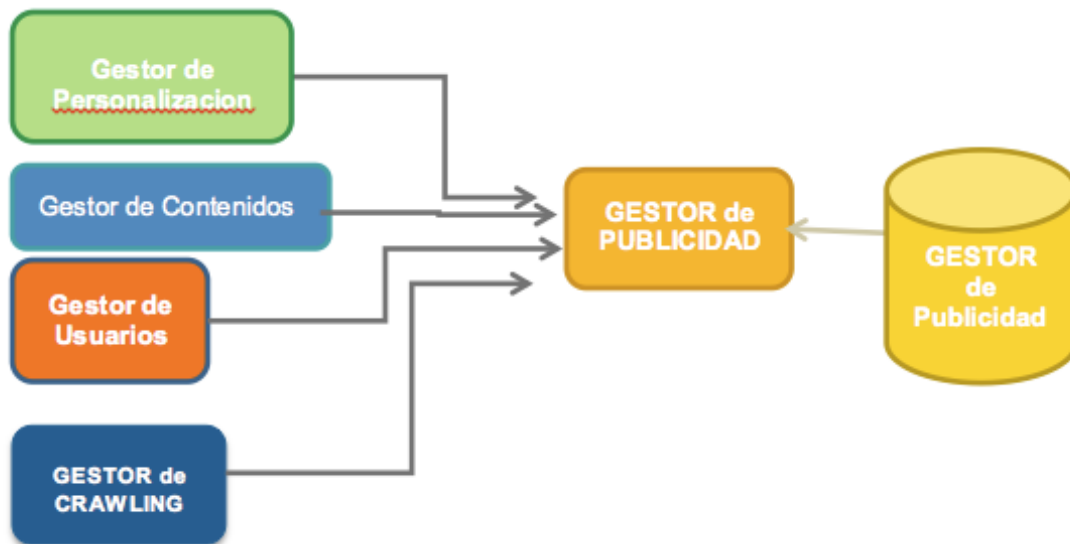 Gestor de
Personalizacion
Gestor de Contenidos
Gestor de
Usuarios
GESTOR de
CRAWLING
GESTOR de
PUBLICIDAD
GESTOR
de
Publicidad